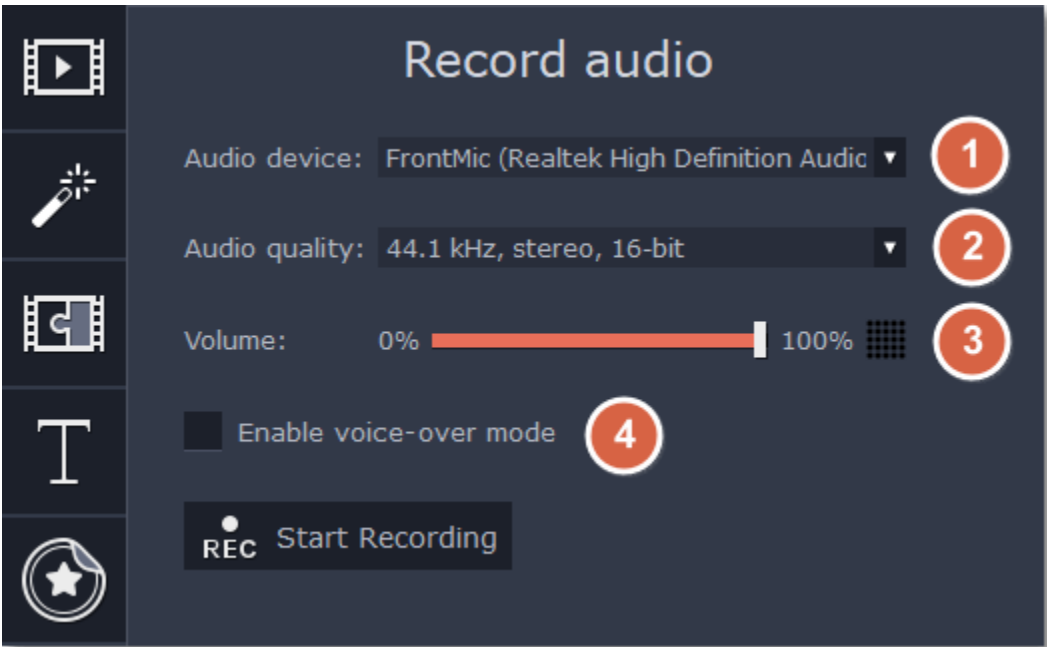 Record audio
Audio device: FrontMic (Realtek High Definition Audic ▼ 1
Audio quality: 44.1 kHz, stereo, 16-bit ▼ 2
Volume: 0% 100% 3
Enable voice-over mode 4
REC Start Recording
T